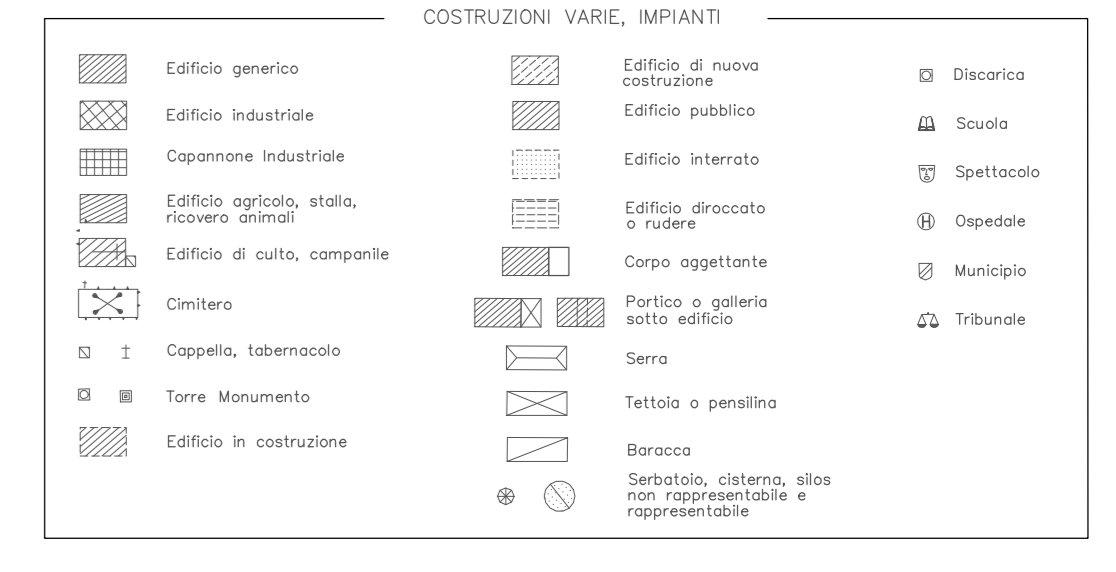 COSTRUZIONI VARIE, IMPIANTI
Edificio generico
Edificio industriale
Capannone Industriale
Edificio agricolo, stalla,
ricovero animali
Edificio di culto, campanile
Cimitero
Cappella, tabernacolo
Torre Monumento
Edificio in costruzione
Edificio di nuova
costruzione
Edificio pubblico
Edificio interrato
Edificio diroccato
o rudere
Corpo aggettante
Portico o galleria
sotto edificio
Serra
Tettoia o pensilina
Baracca
Serbatoio, cisterna, silos
non rappresentabile e
rappresentabile
Discarica
Scuola
Spettacolo
H Ospedale
Municipio
Tribunale